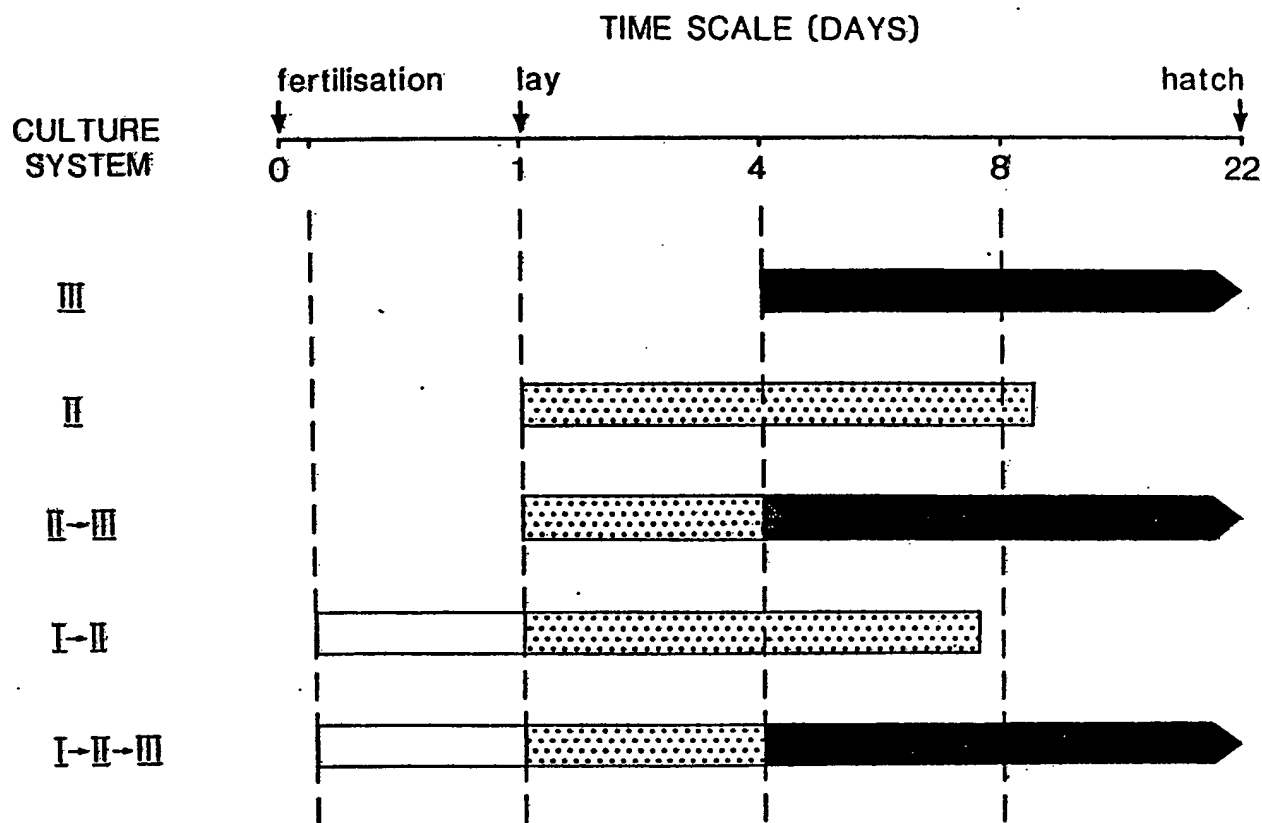 TIME SCALE (DAYS)
fertilisation lay hatch
CULTURE
SYSTEM
0 1 4 8 22
III
II
II→III
I→II
I→II→III